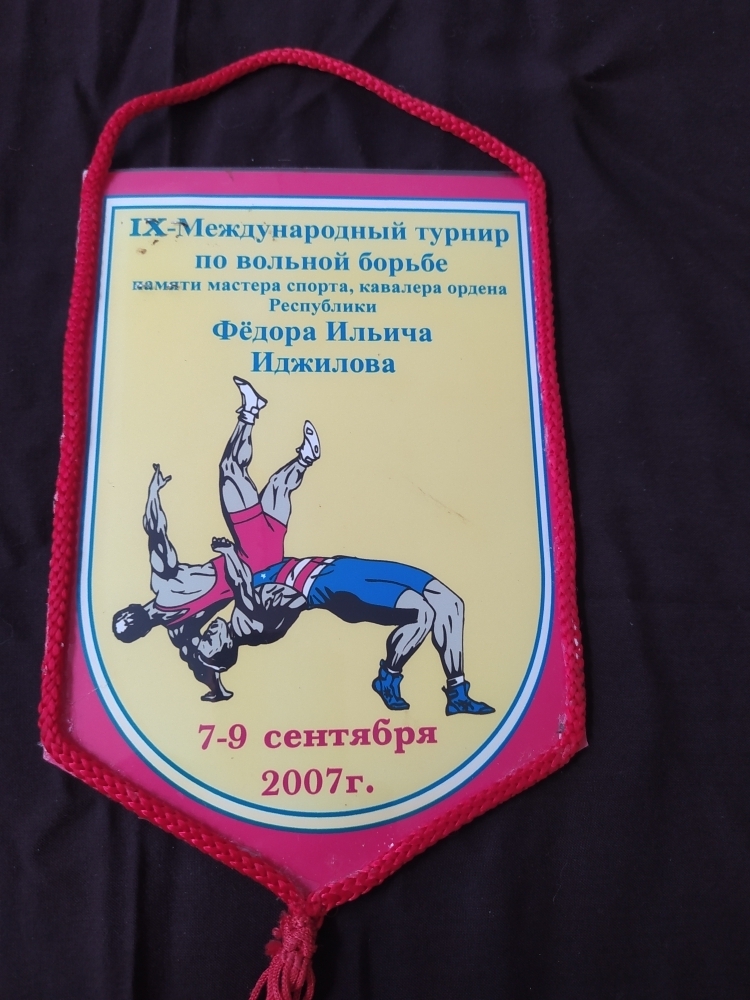 IX-Международный турнир
по вольной борьбе
памяти мастера спорта, кавалера ордена
Республики
Фёдора Ильича
Иджилова
7-9 сентября
2007г.